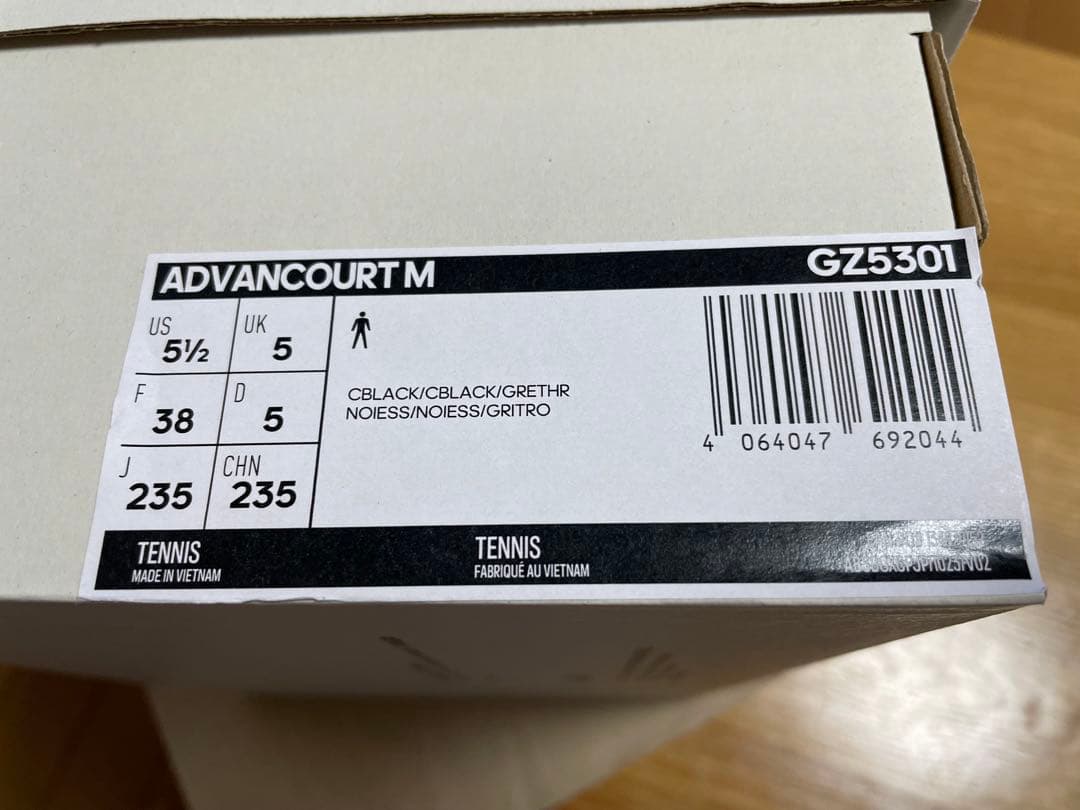 ADVANCOURT M GZ5301
US UK
5½ 5
F D
38 5
J CHN
235 235
CBLACK/CBLACK/GRETHR
NOIESS/NOIESS/GRITRO
4 064047 692044
TENNIS TENNIS
MADE IN VIETNAM FABRIQUÉ AU VIETNAM